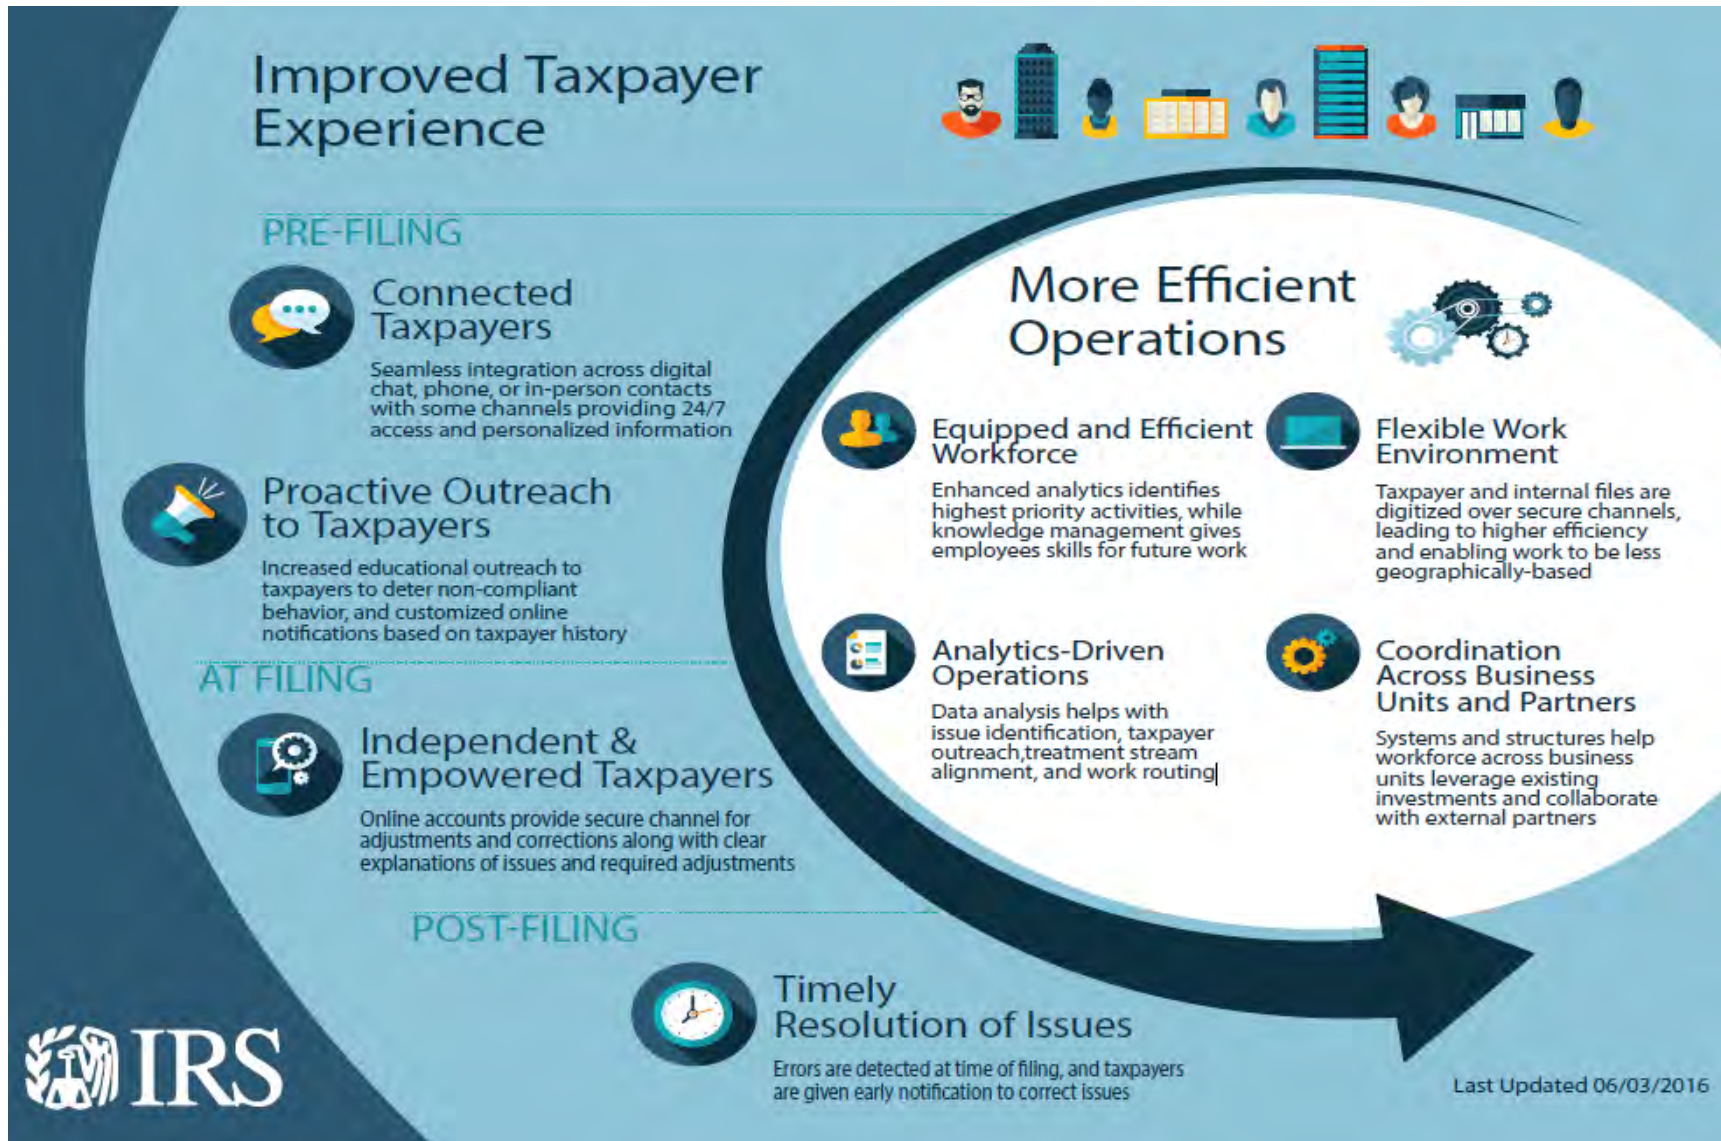 Improved Taxpayer
Experience
PRE-FILING
Connected
Taxpayers
Seamless integration across digital
chat, phone, or in-person contacts
with some channels providing 24/7
access and personalized information
Proactive Outreach
to Taxpayers
Increased educational outreach to
taxpayers to deter non-compliant
behavior, and customized online
notifications based on taxpayer history
AT FILING
Independent &
Empowered Taxpayers
Online accounts provide secure channel for
adjustments and corrections along with clear
explanations of issues and required adjustments
POST-FILING
Timely
Resolution of Issues
Errors are detected at time of filing, and taxpayers
are given early notification to correct issues
More Efficient
Operations
Equipped and Efficient
Workforce
Enhanced analytics identifies
highest priority activities, while
knowledge management gives
employees skills for future work
Flexible Work
Environment
Taxpayer and internal files are
digitized over secure channels,
leading to higher efficiency
and enabling work to be less
geographically-based
Analytics-Driven
Operations
Data analysis helps with
issue identification, taxpayer
outreach,treatment stream
alignment, and work routing
Coordination
Across Business
Units and Partners
Systems and structures help
workforce across business
units leverage existing
investments and collaborate
with external partners
IRS
Last Updated 06/03/2016